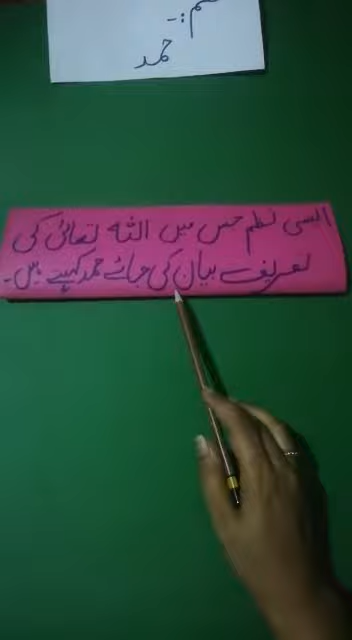 حمد
ایسی نظم جس میں اللہ تعالیٰ کی
تعریف بیان کی جائے حمد کہتے ہیں۔